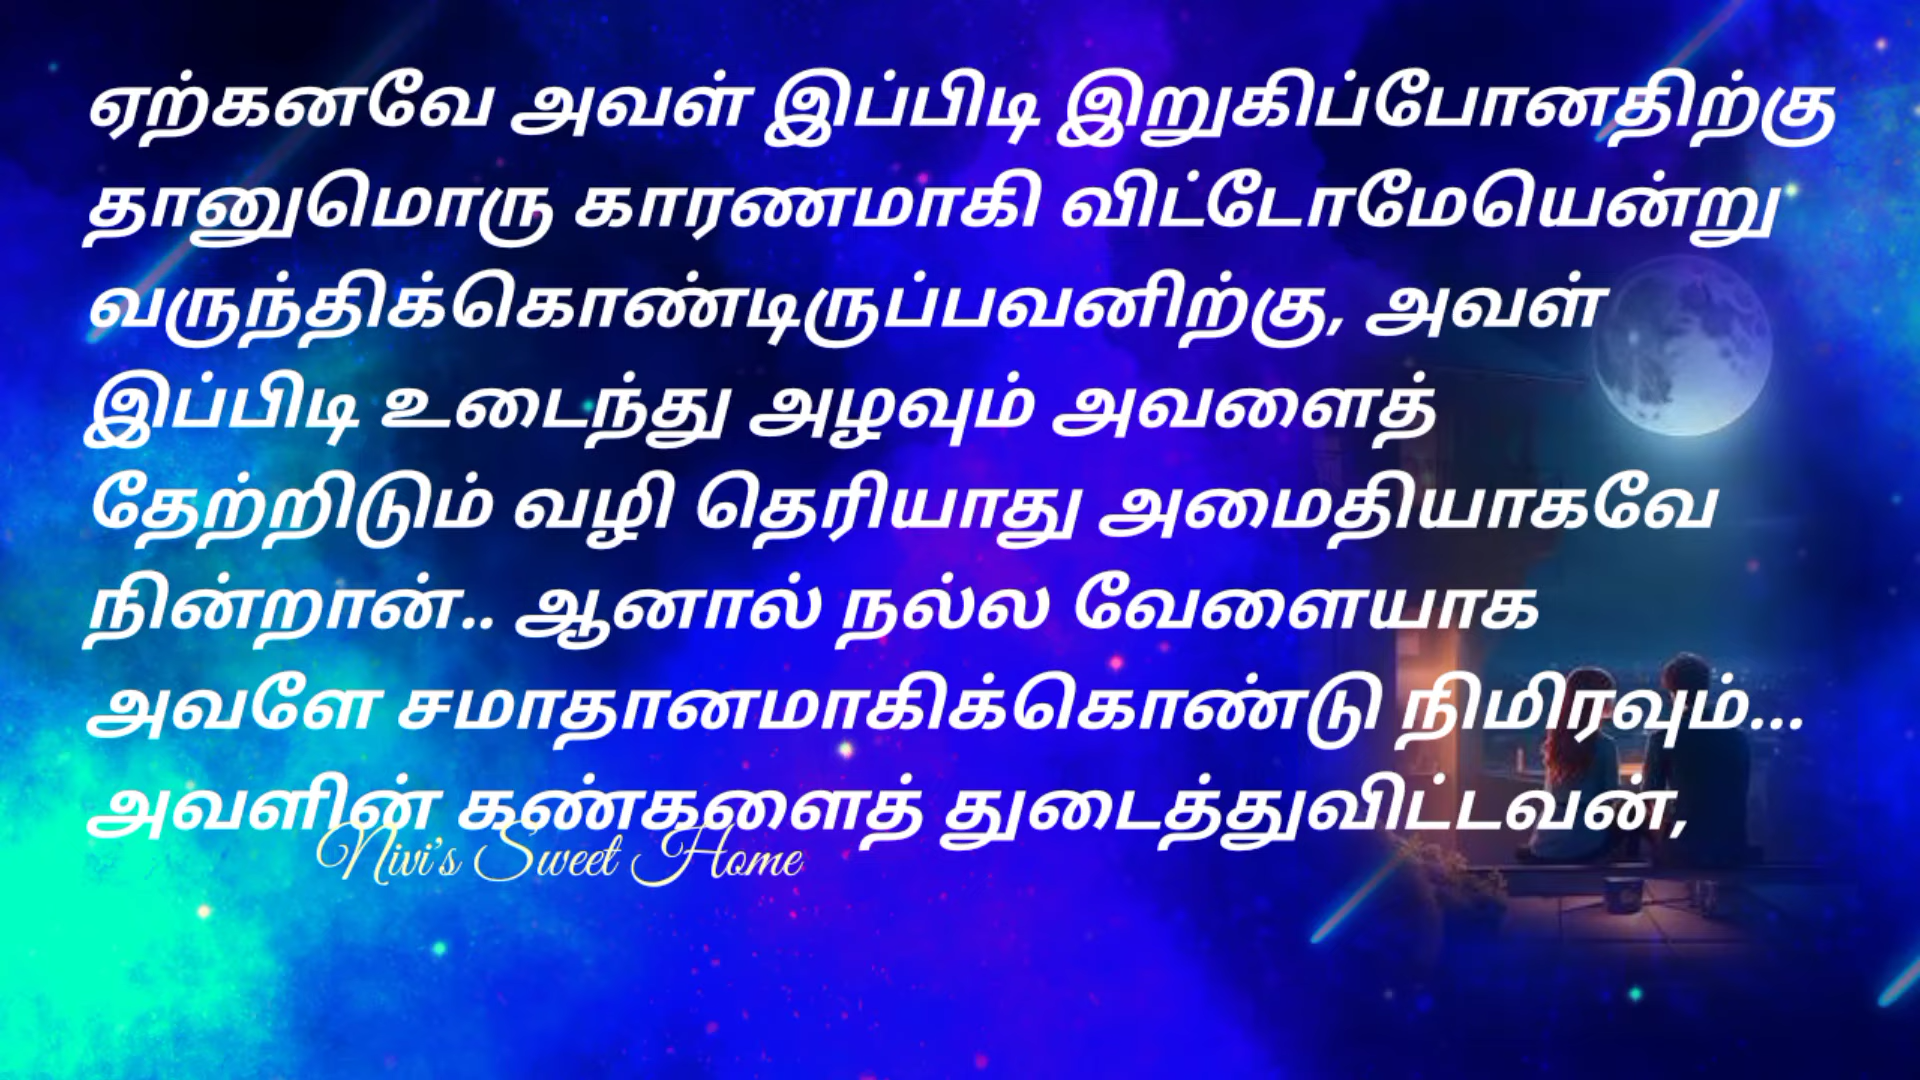 ஏற்கனவே அவள் இப்பிடி இறுகிப்போனதிற்கு
தானுமொரு காரணமாகி விட்டோமேயென்று
வருந்திக்கொண்டிருப்பவனிற்கு, அவள்
இப்பிடி உடைந்து அழவும் அவளைத்
தேற்றிடும் வழி தெரியாது அமைதியாகவே
நின்றான்.. ஆனால் நல்ல வேளையாக
அவளே சமாதானமாகிக்கொண்டு நிமிரவும்...
அவளின் கண்களைத் துடைத்துவிட்டவன்,
Nivi's Sweet Home